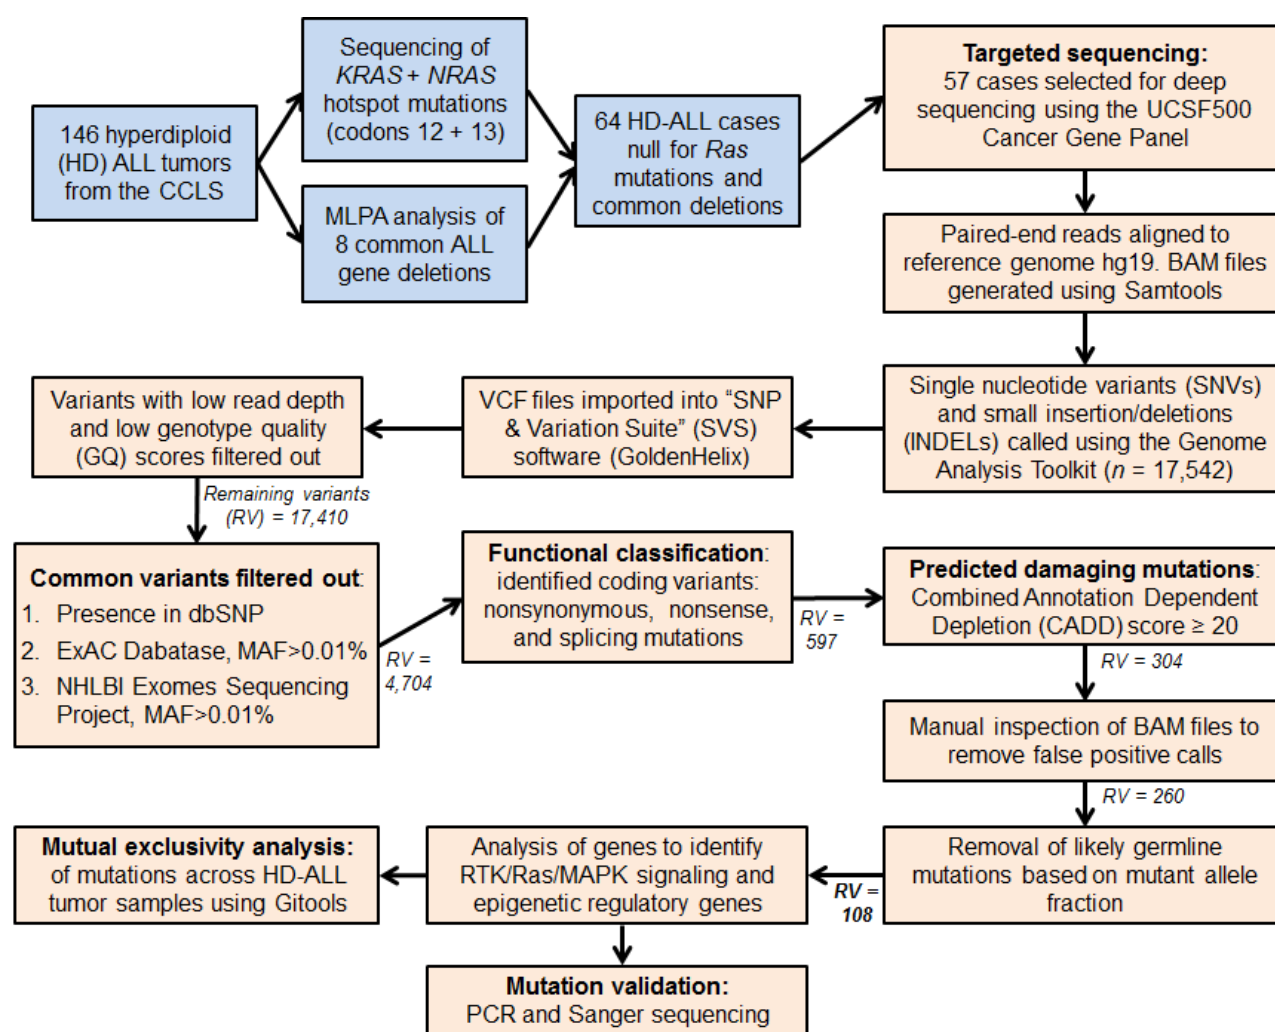 146 hyperdiploid
(HD) ALL tumors
from the CCLS
Sequencing of
KRAS + NRAS
hotspot mutations
(codons 12 + 13)
MLPA analysis of
8 common ALL
gene deletions
64 HD-ALL cases
null for Ras
mutations and
common deletions
Targeted sequencing:
57 cases selected for deep
sequencing using the UCSF500
Cancer Gene Panel
Paired-end reads aligned to
reference genome hg19. BAM files
generated using Samtools
Single nucleotide variants (SNVs)
and small insertion/deletions
(INDELs) called using the Genome
Analysis Toolkit (n = 17,542)
VCF files imported into “SNP
& Variation Suite” (SVS)
software (GoldenHelix)
Variants with low read depth
and low genotype quality
(GQ) scores filtered out
Remaining variants
(RV) = 17,410
Common variants filtered out:
1. Presence in dbSNP
2. ExAC Dabatase, MAF>0.01%
3. NHLBI Exomes Sequencing
Project, MAF>0.01%
RV =
4,704
Functional classification:
identified coding variants:
nonsynonymous, nonsense,
and splicing mutations
RV =
597
Predicted damaging mutations:
Combined Annotation Dependent
Depletion (CADD) score ≥ 20
RV = 304
Manual inspection of BAM files to
remove false positive calls
RV = 260
Removal of likely germline
mutations based on mutant allele
fraction
RV =
108
Analysis of genes to identify
RTK/Ras/MAPK signaling and
epigenetic regulatory genes
Mutual exclusivity analysis:
of mutations across HD-ALL
tumor samples using Gitools
Mutation validation:
PCR and Sanger sequencing